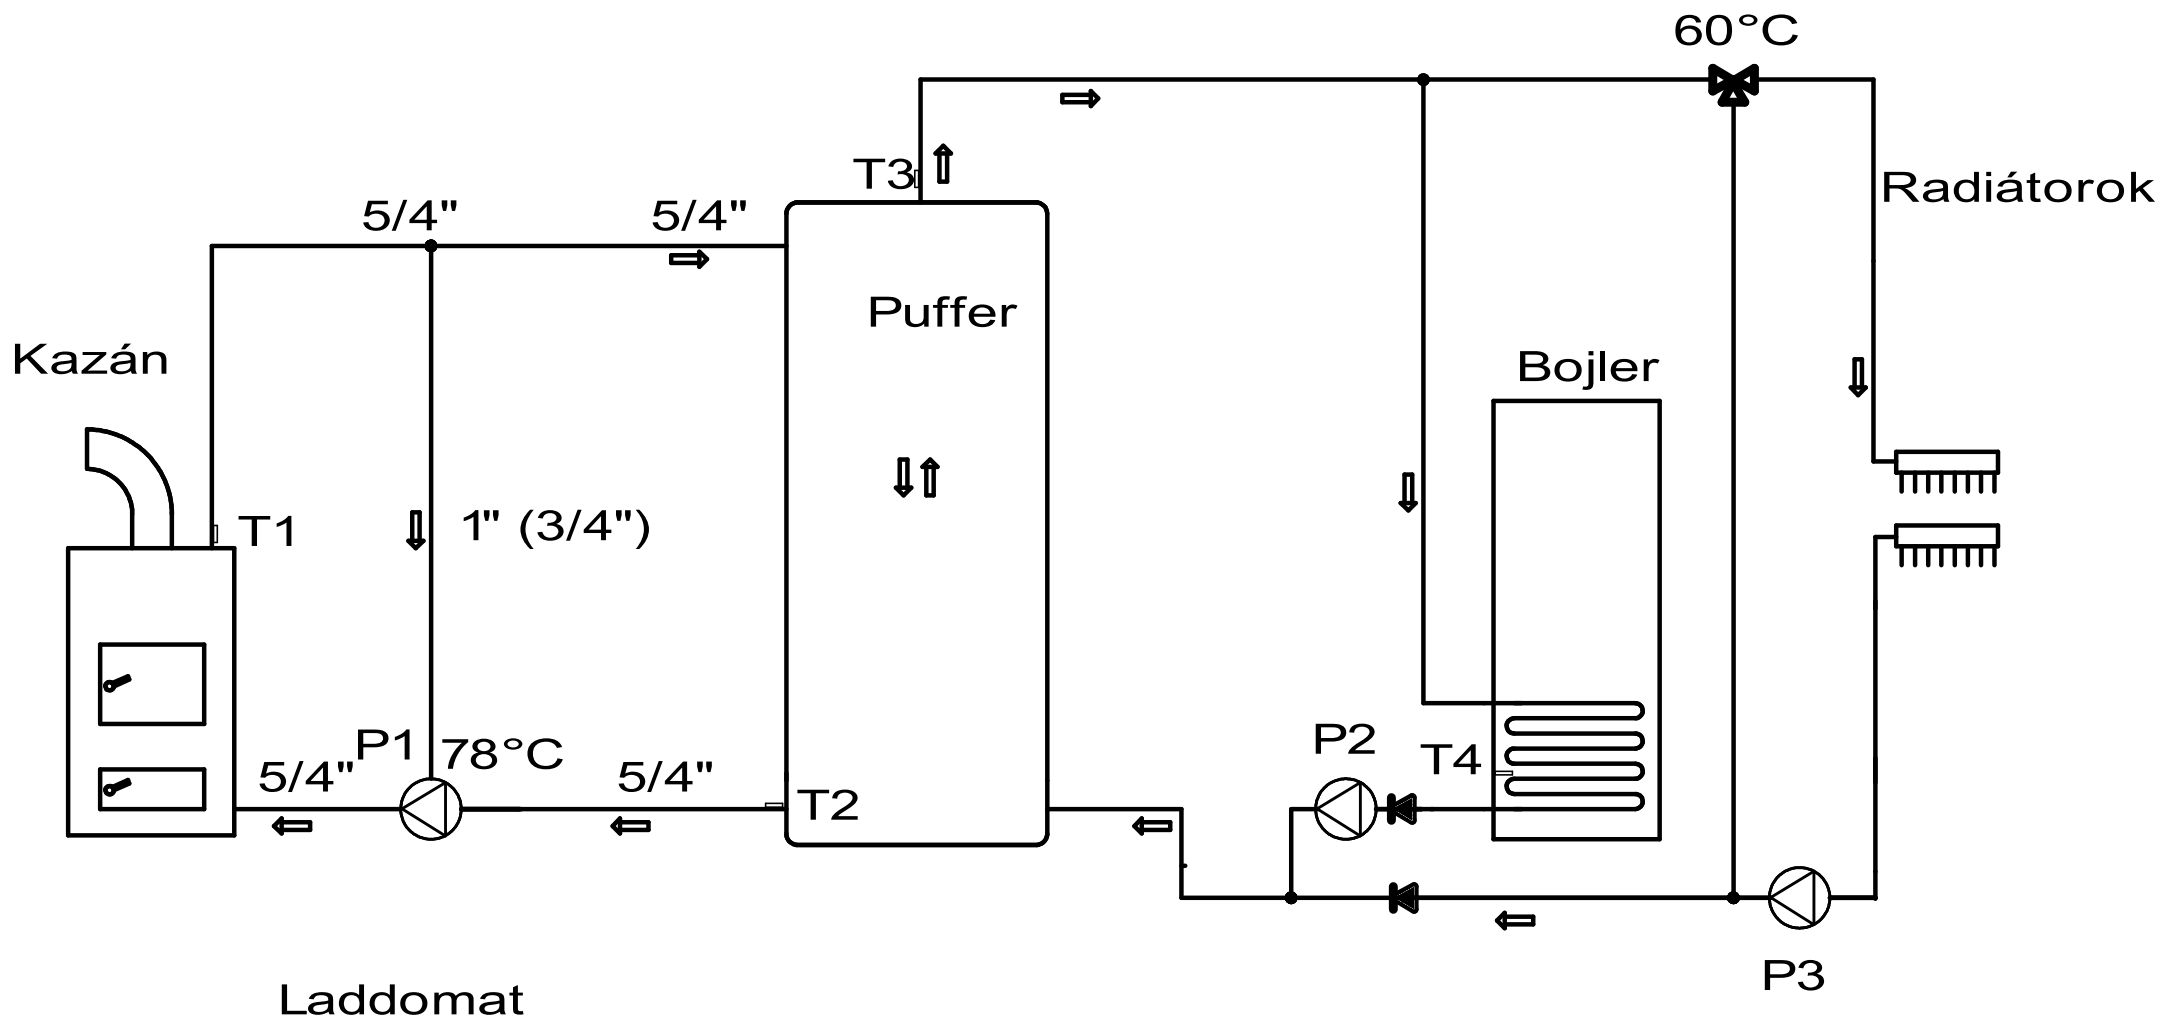 60°C
T3
Radiátorok
5/4" 5/4"
Puffer
Kazán
Bojler
T1
1" (3/4")
P1
78°C
P2
T4
5/4" 5/4"
T2
P3
Laddomat